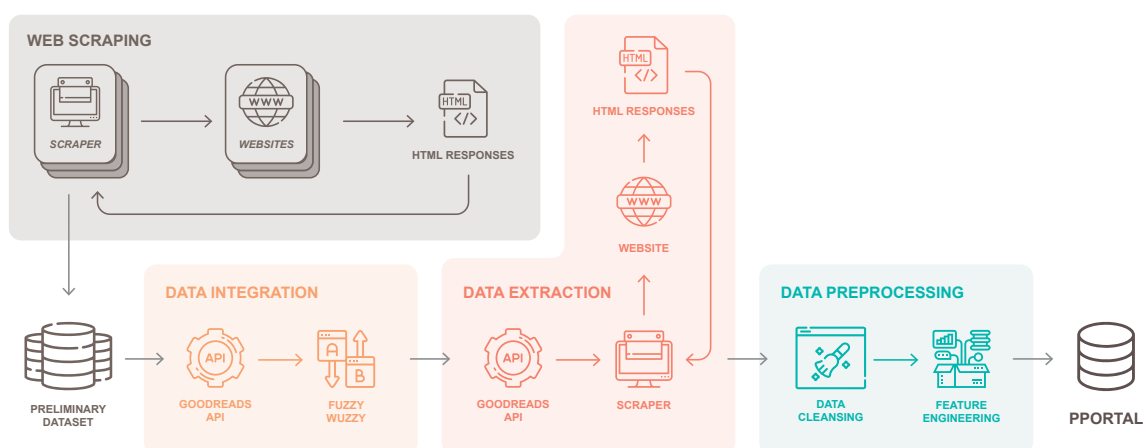 WEB SCRAPING
SCRAPER
WWW
WEBSITES
HTML
</>
HTML RESPONSES
HTML
</>
HTML RESPONSES
WWW
WEBSITE
PRELIMINARY
DATASET
DATA INTEGRATION
API
GOODREADS
API
A
B
FUZZY
WUZZY
DATA EXTRACTION
API
GOODREADS
API
SCRAPER
DATA PREPROCESSING
DATA
CLEANSING
FEATURE
ENGINEERING
PPORTAL